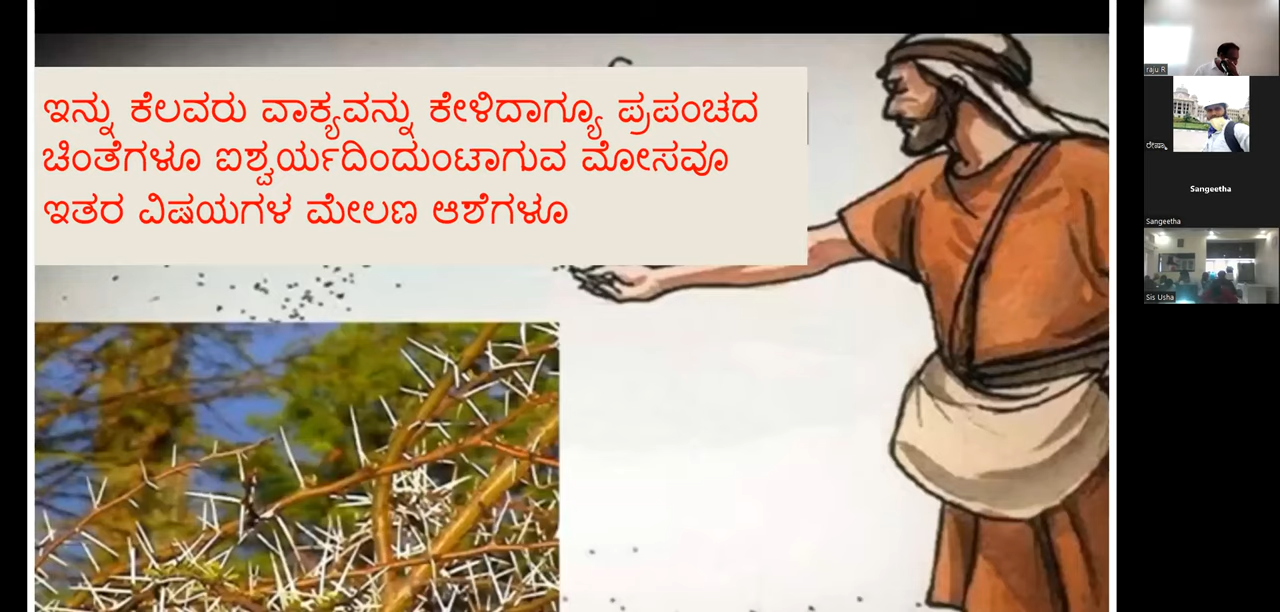 ಇನ್ನು ಕೆಲವರು ವಾಕ್ಯವನ್ನು ಕೇಳಿದಾಗ್ಯೂ ಪ್ರಪಂಚದ
ಚಿಂತೆಗಳೂ ಐಶ್ವರ್ಯದಿಂದುಂಟಾಗುವ ಮೋಸವೂ
ಇತರ ವಿಷಯಗಳ ಮೇಲಣ ಆಶೆಗಳೂ
raju R
Sangeetha
Sangeetha
Sis Usha